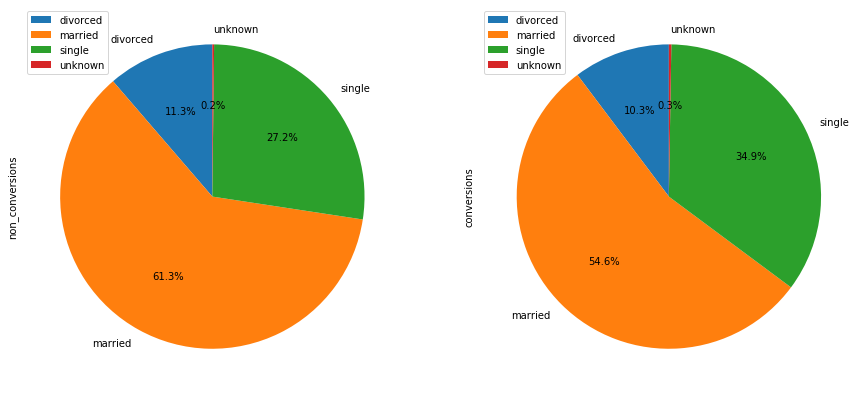 divorced
married
single
unknown
divorced
unknown
single
married
11.3%
0.2%
27.2%
61.3%
non_conversions
divorced
married
single
unknown
divorced
unknown
single
married
10.3%
0.3%
34.9%
54.6%
conversions